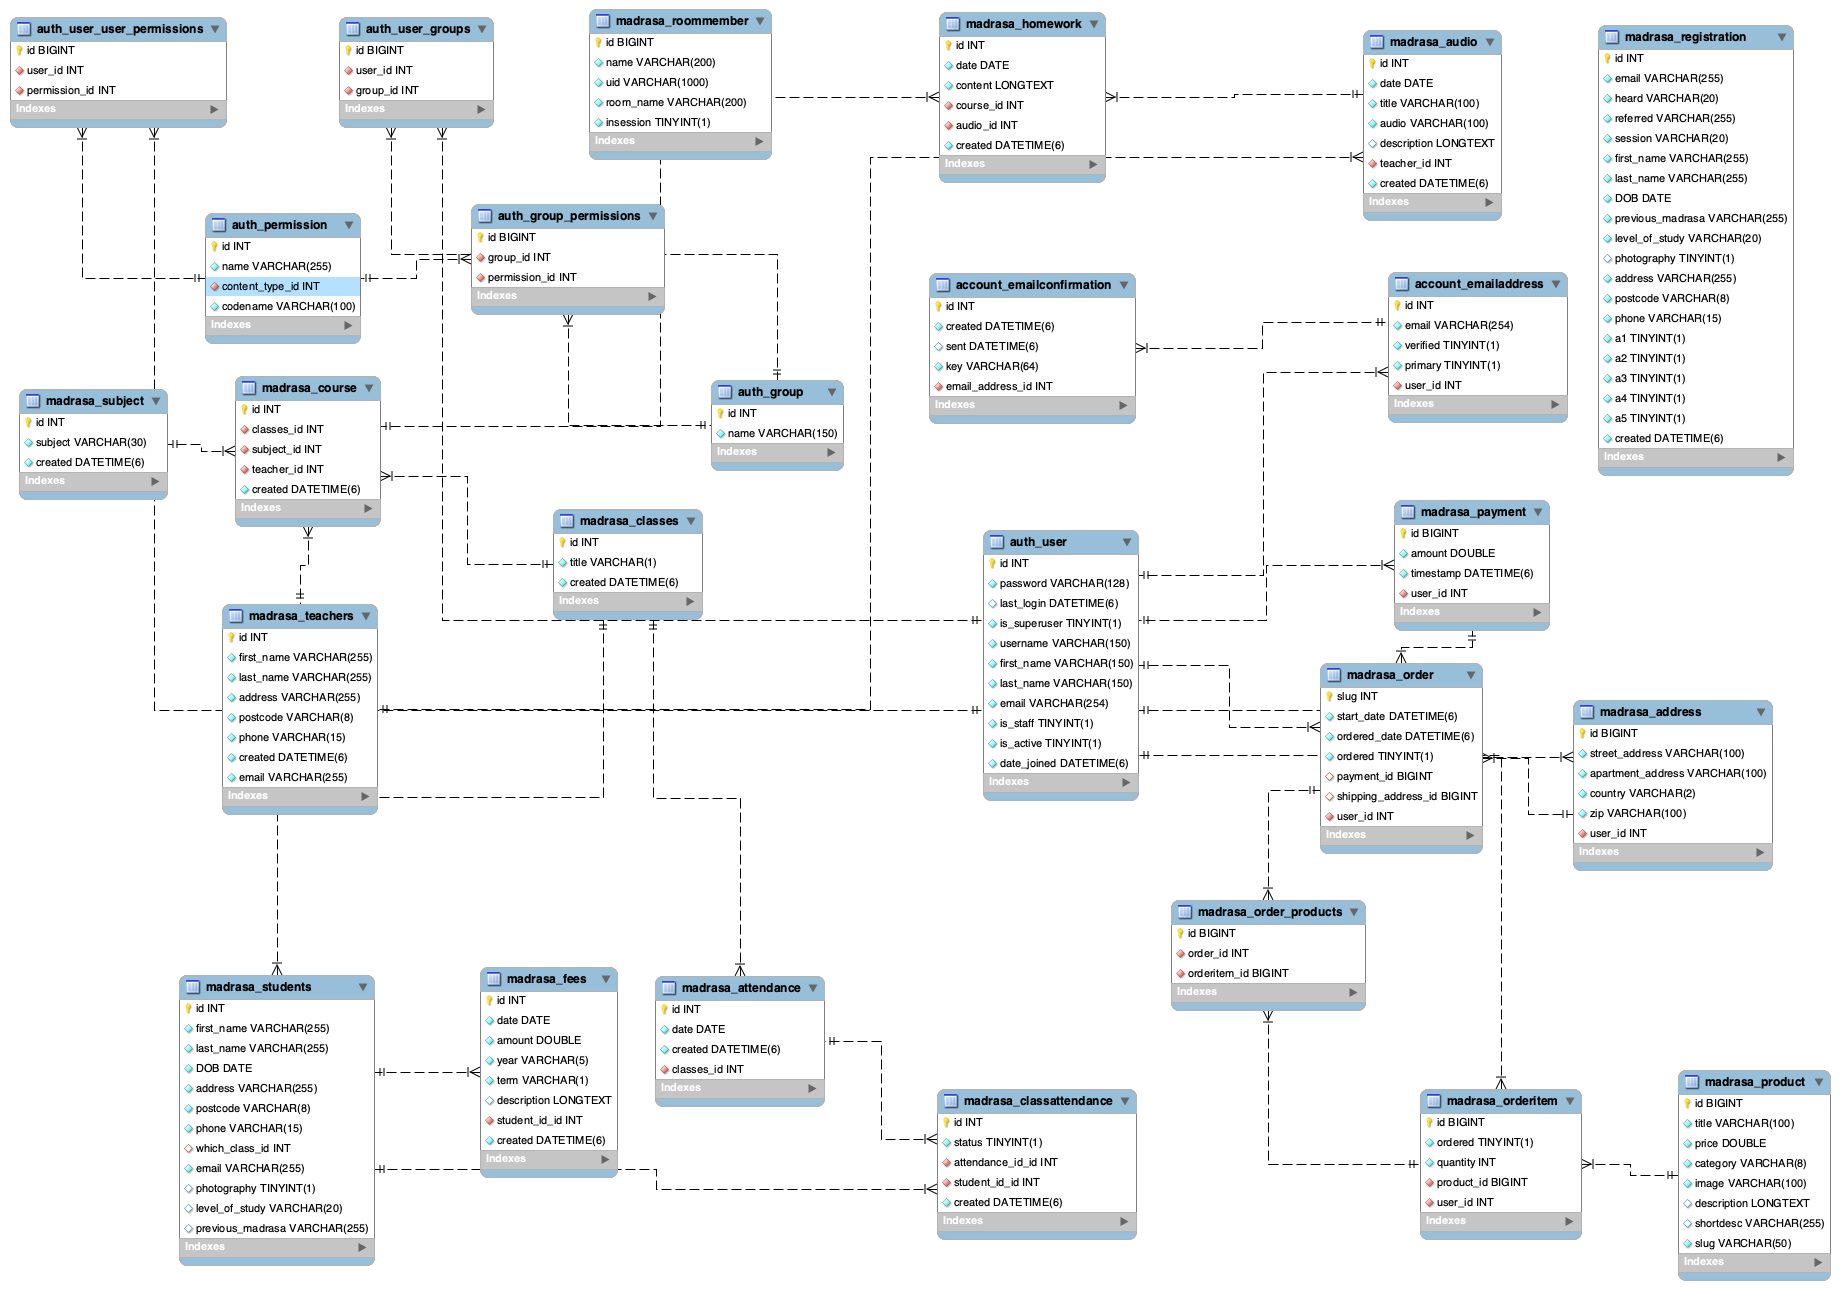 auth_user_user_permissions
id BIGINT
user_id INT
permission_id INT
Indexes
auth_user_groups
id BIGINT
user_id INT
group_id INT
Indexes
madrasa_roommember
id BIGINT
name VARCHAR(200)
uid VARCHAR(1000)
room_name VARCHAR(200)
insession TINYINT(1)
Indexes
madrasa_homework
id INT
date DATE
content LONGTEXT
course_id INT
audio_id INT
created DATETIME(6)
Indexes
madrasa_audio
id INT
date DATE
title VARCHAR(100)
audio VARCHAR(100)
description LONGTEXT
teacher_id INT
created DATETIME(6)
Indexes
madrasa_registration
id INT
email VARCHAR(255)
heard VARCHAR(20)
referred VARCHAR(255)
session VARCHAR(20)
first_name VARCHAR(255)
last_name VARCHAR(255)
DOB DATE
previous_madrasa VARCHAR(255)
level_of_study VARCHAR(20)
photography TINYINT(1)
address VARCHAR(255)
postcode VARCHAR(8)
phone VARCHAR(15)
a1 TINYINT(1)
a2 TINYINT(1)
a3 TINYINT(1)
a4 TINYINT(1)
a5 TINYINT(1)
created DATETIME(6)
Indexes
auth_permission
id INT
name VARCHAR(255)
content_type_id INT
codename VARCHAR(100)
Indexes
auth_group_permissions
id BIGINT
group_id INT
permission_id INT
Indexes
account_emailconfirmation
id INT
created DATETIME(6)
sent DATETIME(6)
key VARCHAR(64)
email_address_id INT
Indexes
account_emailaddress
id INT
email VARCHAR(254)
verified TINYINT(1)
primary TINYINT(1)
user_id INT
Indexes
madrasa_subject
id INT
subject VARCHAR(30)
created DATETIME(6)
Indexes
madrasa_course
id INT
classes_id INT
subject_id INT
teacher_id INT
created DATETIME(6)
Indexes
auth_group
id INT
name VARCHAR(150)
Indexes
madrasa_classes
id INT
title VARCHAR(1)
created DATETIME(6)
Indexes
auth_user
id INT
password VARCHAR(128)
last_login DATETIME(6)
is_superuser TINYINT(1)
username VARCHAR(150)
first_name VARCHAR(150)
last_name VARCHAR(150)
email VARCHAR(254)
is_staff TINYINT(1)
is_active TINYINT(1)
date_joined DATETIME(6)
Indexes
madrasa_payment
id BIGINT
amount DOUBLE
timestamp DATETIME(6)
user_id INT
Indexes
madrasa_teachers
id INT
first_name VARCHAR(255)
last_name VARCHAR(255)
address VARCHAR(255)
postcode VARCHAR(8)
phone VARCHAR(15)
created DATETIME(6)
email VARCHAR(255)
Indexes
madrasa_order
slug INT
start_date DATETIME(6)
ordered_date DATETIME(6)
ordered TINYINT(1)
payment_id BIGINT
shipping_address_id BIGINT
user_id INT
Indexes
madrasa_address
id BIGINT
street_address VARCHAR(100)
apartment_address VARCHAR(100)
country VARCHAR(2)
zip VARCHAR(100)
user_id INT
Indexes
madrasa_order_products
id BIGINT
order_id INT
orderitem_id BIGINT
Indexes
madrasa_students
id INT
first_name VARCHAR(255)
last_name VARCHAR(255)
DOB DATE
address VARCHAR(255)
postcode VARCHAR(8)
phone VARCHAR(15)
which_class_id INT
email VARCHAR(255)
photography TINYINT(1)
level_of_study VARCHAR(20)
previous_madrasa VARCHAR(255)
Indexes
madrasa_fees
id INT
date DATE
amount DOUBLE
year VARCHAR(5)
term VARCHAR(1)
description LONGTEXT
student_id_id INT
created DATETIME(6)
Indexes
madrasa_attendance
id INT
date DATE
created DATETIME(6)
classes_id INT
Indexes
madrasa_classattendance
id INT
status TINYINT(1)
attendance_id_id INT
student_id_id INT
created DATETIME(6)
Indexes
madrasa_orderitem
id BIGINT
ordered TINYINT(1)
quantity INT
product_id BIGINT
user_id INT
Indexes
madrasa_product
id BIGINT
title VARCHAR(100)
price DOUBLE
category VARCHAR(8)
image VARCHAR(100)
description LONGTEXT
shortdesc VARCHAR(255)
slug VARCHAR(50)
Indexes